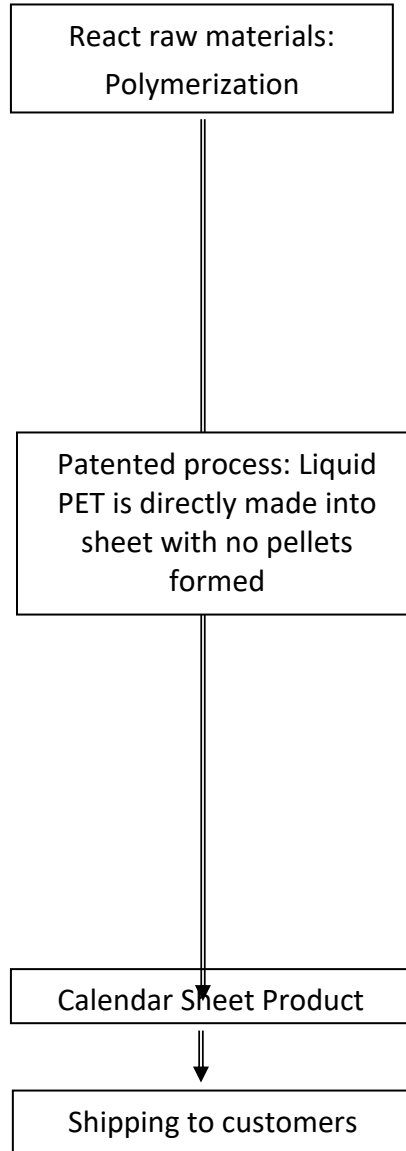 React raw materials:
Polymerization
Patented process: Liquid
PET is directly made into
sheet with no pellets
formed
Calendar Sheet Product
Shipping to customers